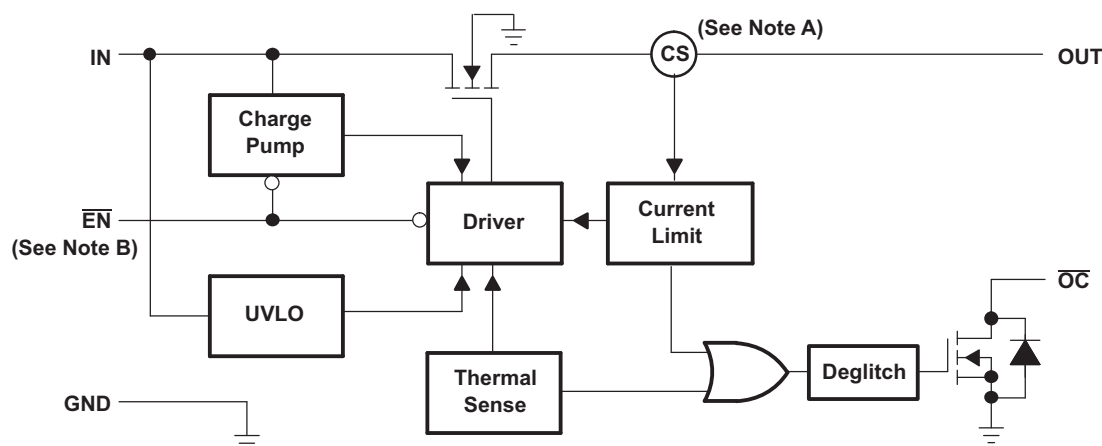 (See Note A)
IN
CS
OUT
Charge
Pump
EN
(See Note B)
Driver
Current
Limit
OC
UVLO
Thermal
Sense
Deglitch
GND